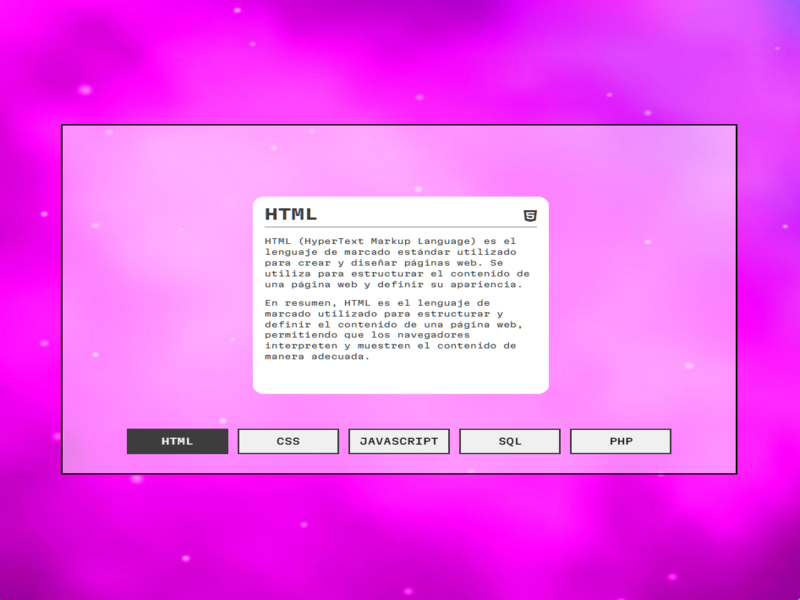 HTML
5
HTML (HyperText Markup Language) es el
lenguaje de marcado estándar utilizado
para crear y diseñar páginas web. Se
utiliza para estructurar el contenido de
una página web y definir su apariencia.
En resumen, HTML es el lenguaje de
marcado utilizado para estructurar y
definir el contenido de una página web,
permitiendo que los navegadores
interpreten y muestren el contenido de
manera adecuada.
HTML
CSS
JAVASCRIPT
SQL
PHP